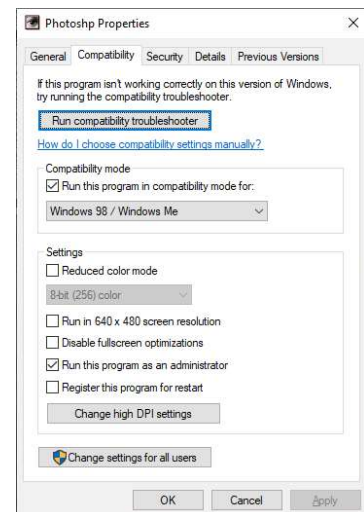 Photoshp Properties
General Compatibility Security Details Previous Versions
If this program isn't working correctly on this version of Windows,
try running the compatibility troubleshooter.
Run compatibility troubleshooter
How do I choose compatibility settings manually?
Compatibility mode
Run this program in compatibility mode for:
Windows 98 / Windows Me
Settings
Reduced color mode
8-bit (256) color
Run in 640 x 480 screen resolution
Disable fullscreen optimizations
Run this program as an administrator
Register this program for restart
Change high DPI settings
Change settings for all users
OK Cancel Apply